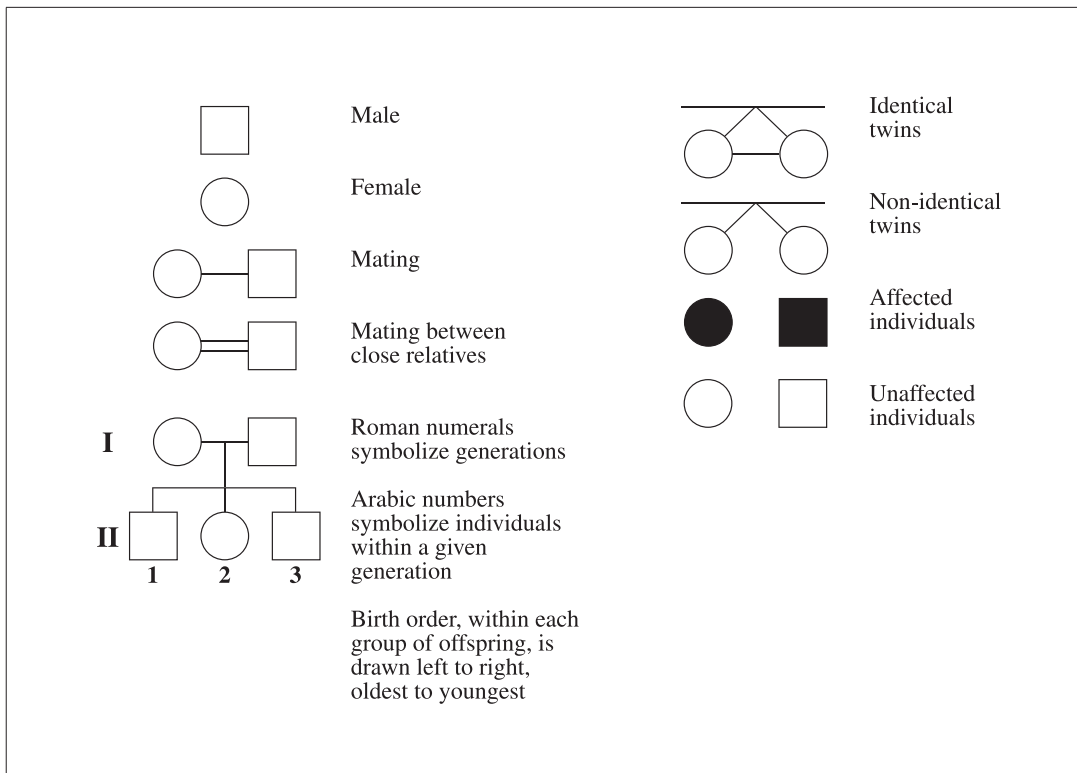 Male
Female
Mating
Mating between
close relatives
I
Roman numerals
symbolize generations
II
1 2 3
Arabic numbers
symbolize individuals
within a given
generation
Birth order, within each
group of offspring, is
drawn left to right,
oldest to youngest
Identical
twins
Non-identical
twins
Affected
individuals
Unaffected
individuals